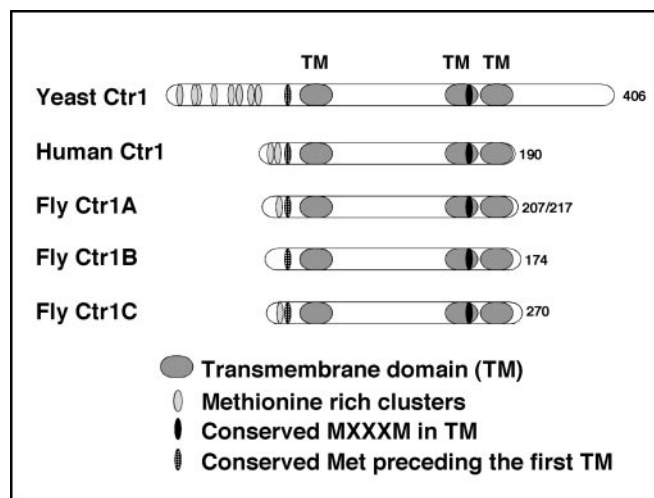 TM TM TM
Yeast Ctr1 406
Human Ctr1 190
Fly Ctr1A 207/217
Fly Ctr1B 174
Fly Ctr1C 270
Transmembrane domain (TM)
Methionine rich clusters
Conserved MXXXM in TM
Conserved Met preceding the first TM